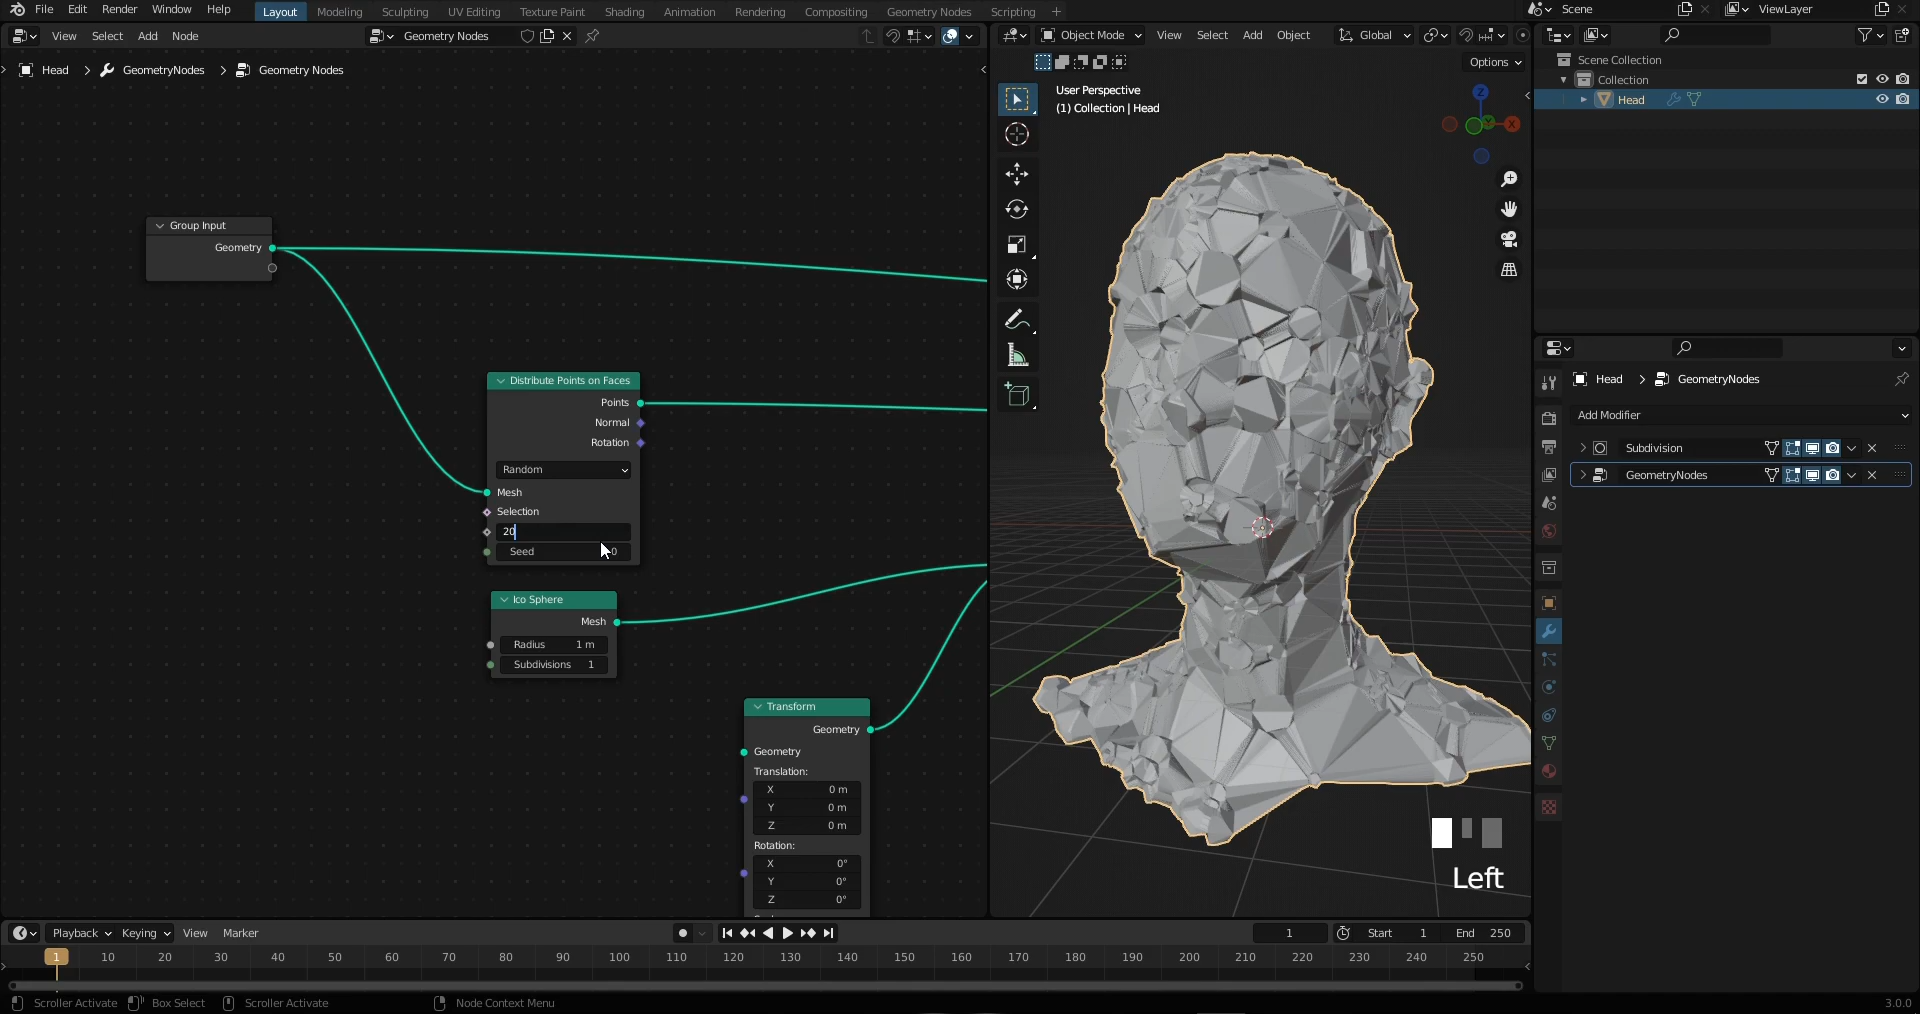 File Edit Render Window Help Layout Modeling Sculpting UV Editing Texture Paint Shading Animation Rendering Compositing Geometry Nodes Scripting + Scene ViewLayer
View Select Add Node Geometry Nodes
Object Mode View Select Add Object Global
Head > GeometryNodes > Geometry Nodes
Options
User Perspective
(1) Collection | Head
Z
X
Y
Group Input
Geometry
Distribute Points on Faces
Points
Normal
Rotation
Random
Mesh
Selection
20
Seed 0
Ico Sphere
Mesh
Radius 1 m
Subdivisions 1
Transform
Geometry
Geometry
Translation:
X 0 m
Y 0 m
Z 0 m
Rotation:
X 0°
Y 0°
Z 0°
Left
Scene Collection
Collection
Head
Head > GeometryNodes
Add Modifier
Subdivision
GeometryNodes
Playback Keying View Marker 1 Start 1 End 250
1 10 20 30 40 50 60 70 80 90 100 110 120 130 140 150 160 170 180 190 200 210 220 230 240 250
Scroller Activate Box Select Scroller Activate Node Context Menu 3.0.0